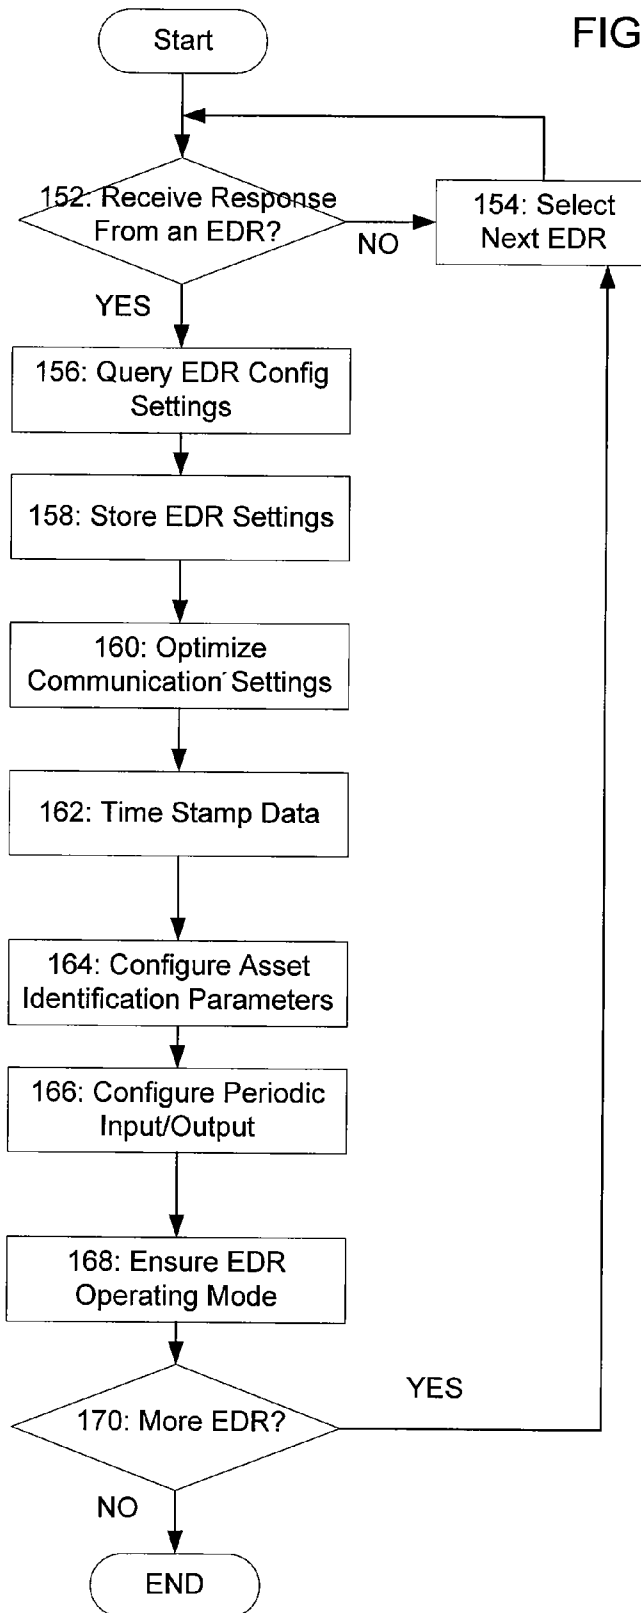 Start
FIG
152: Receive Response
From an EDR?
NO
154: Select
Next EDR
YES
156: Query EDR Config
Settings
158: Store EDR Settings
160: Optimize
Communication Settings
162: Time Stamp Data
164: Configure Asset
Identification Parameters
166: Configure Periodic
Input/Output
168: Ensure EDR
Operating Mode
YES
170: More EDR?
NO
END